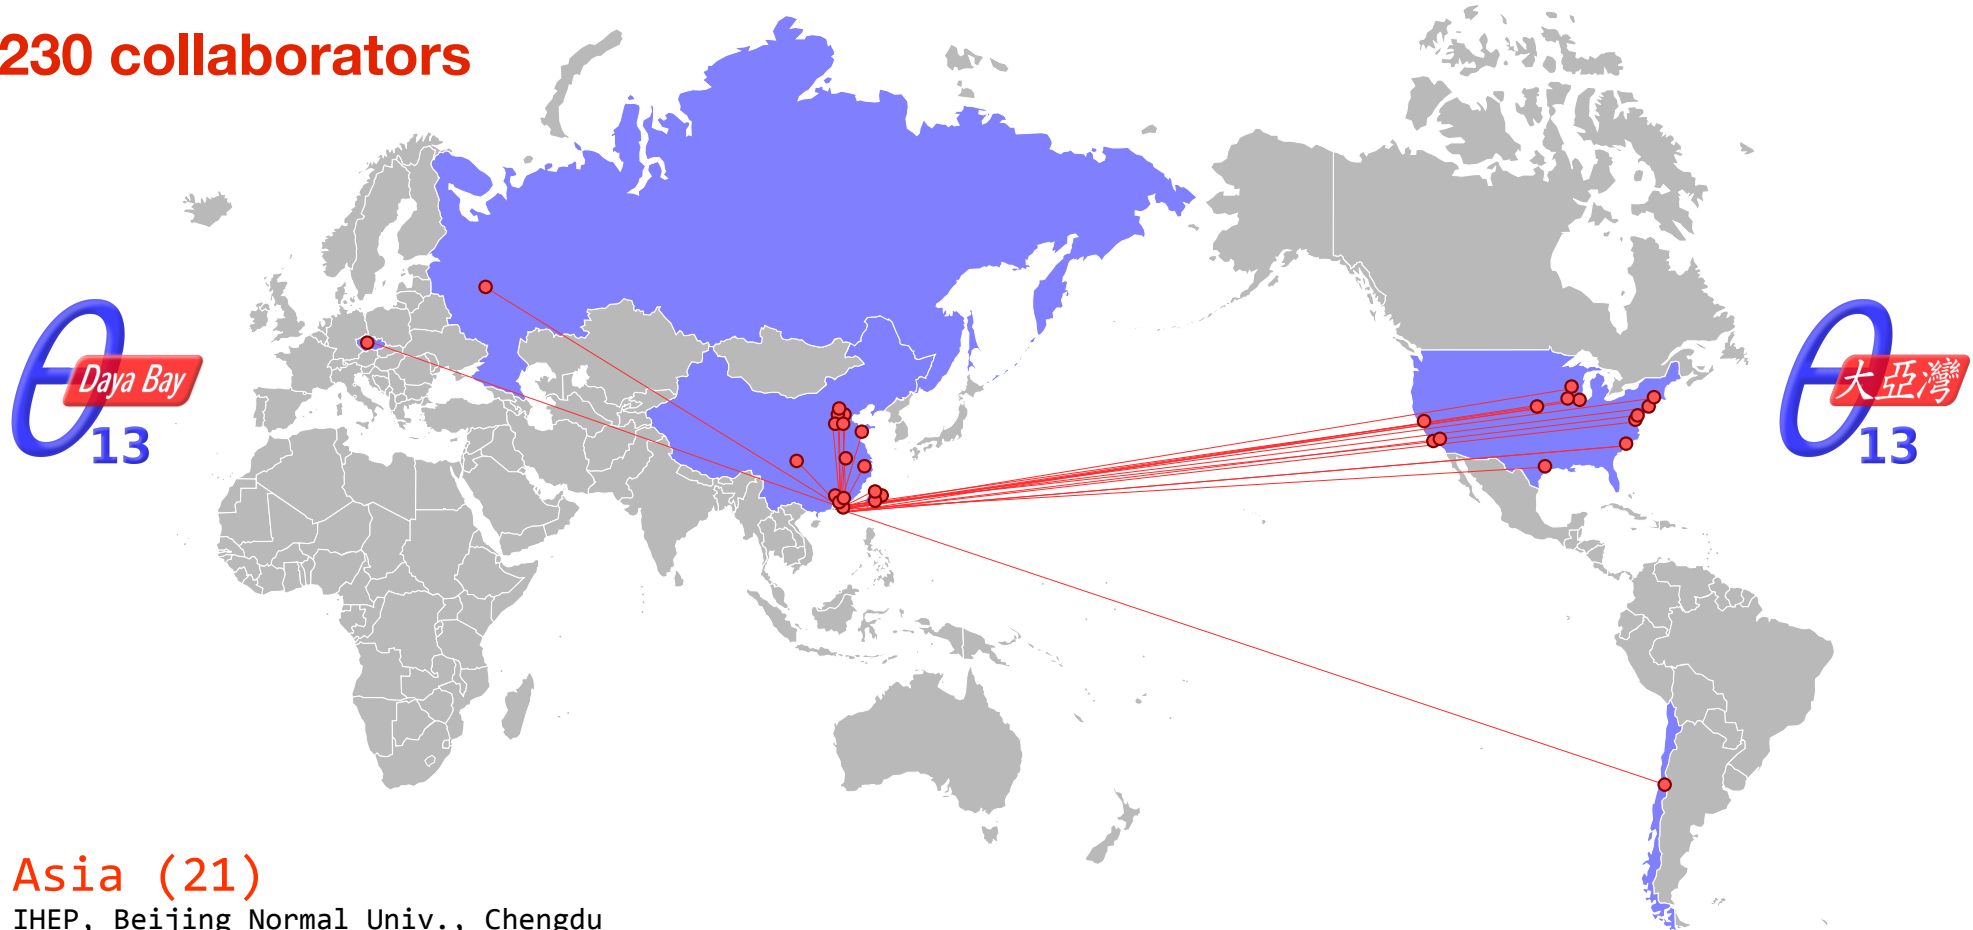 230 collaborators
Daya Bay
13
大亞灣
13
Asia (21)
IHEP, Beijing Normal Univ., Chengdu